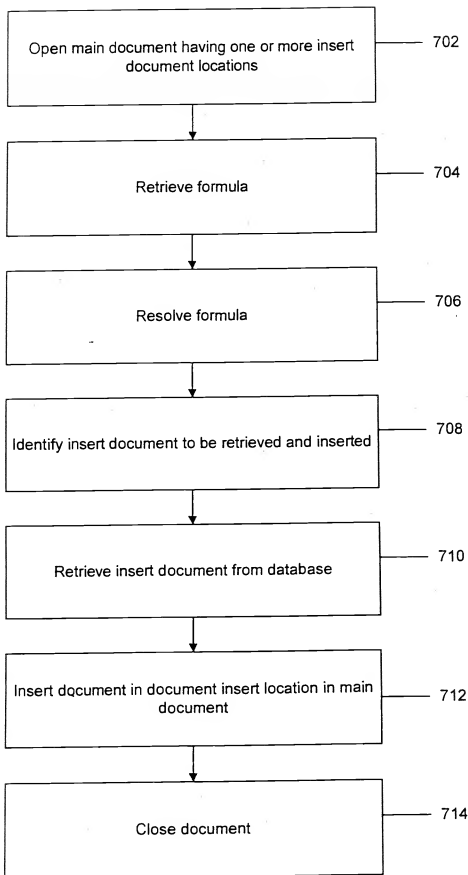 Open main document having one or more insert
document locations
702
Retrieve formula
704
Resolve formula
706
Identify insert document to be retrieved and inserted
708
Retrieve insert document from database
710
Insert document in document insert location in main
document
712
Close document
714